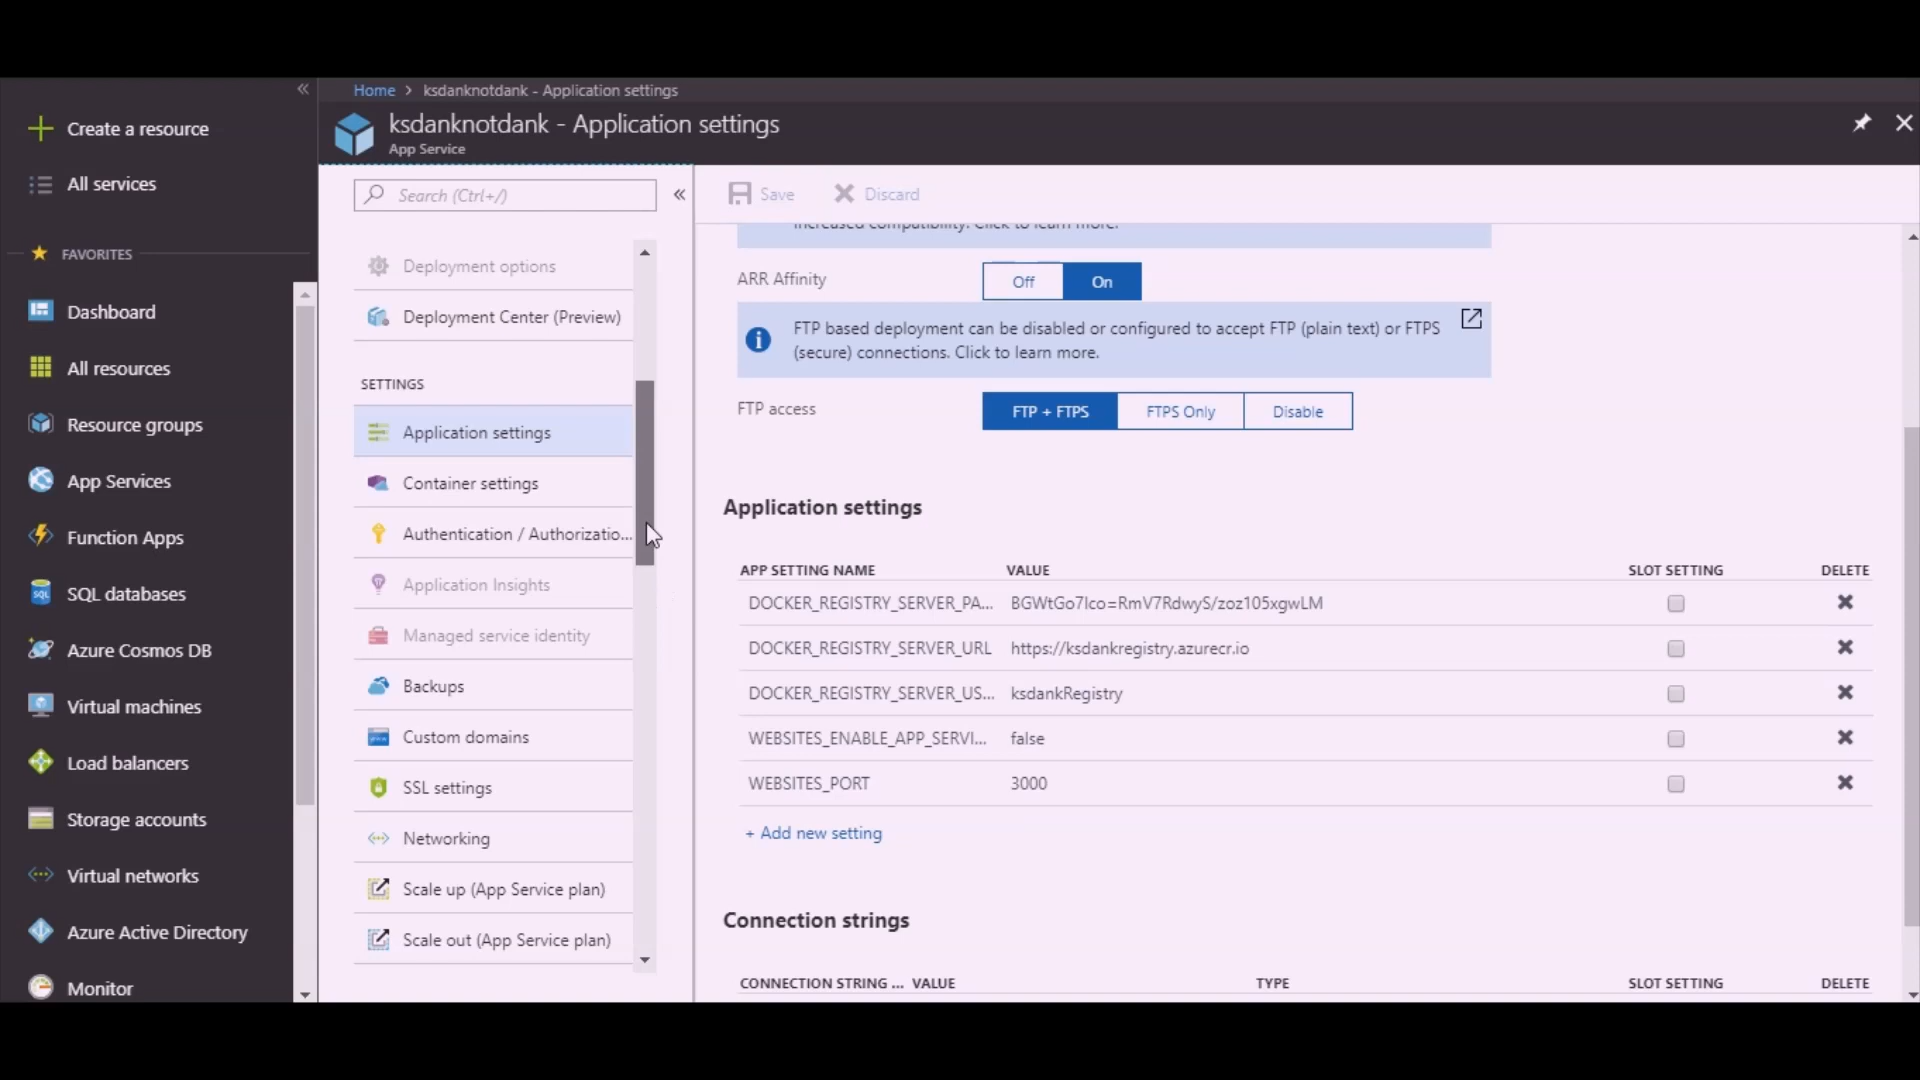 Home > ksdanknotdank - Application settings
ksdanknotdank - Application settings
App Service
Create a resource
All services
FAVORITES
Dashboard
All resources
Resource groups
App Services
Function Apps
SQL databases
Azure Cosmos DB
Virtual machines
Load balancers
Storage accounts
Virtual networks
Azure Active Directory
Monitor
Search (Ctrl+/)
Deployment options
Deployment Center (Preview)
SETTINGS
Application settings
Container settings
Authentication / Authorizatio...
Application Insights
Managed service identity
Backups
Custom domains
SSL settings
Networking
Scale up (App Service plan)
Scale out (App Service plan)
Save Discard
increased compatibility. Click to learn more.
ARR Affinity Off On
FTP based deployment can be disabled or configured to accept FTP (plain text) or FTPS
(secure) connections. Click to learn more.
FTP access FTP + FTPS FTPS Only Disable
Application settings
APP SETTING NAME VALUE SLOT SETTING DELETE
DOCKER_REGISTRY_SERVER_PA... BGWtGo7Ico=RmV7RdwyS/zoz105xgwLM
DOCKER_REGISTRY_SERVER_URL https://ksdankregistry.azurecr.io
DOCKER_REGISTRY_SERVER_US... ksdankRegistry
WEBSITES_ENABLE_APP_SERVI... false
WEBSITES_PORT 3000
+ Add new setting
Connection strings
CONNECTION STRING ... VALUE TYPE SLOT SETTING DELETE